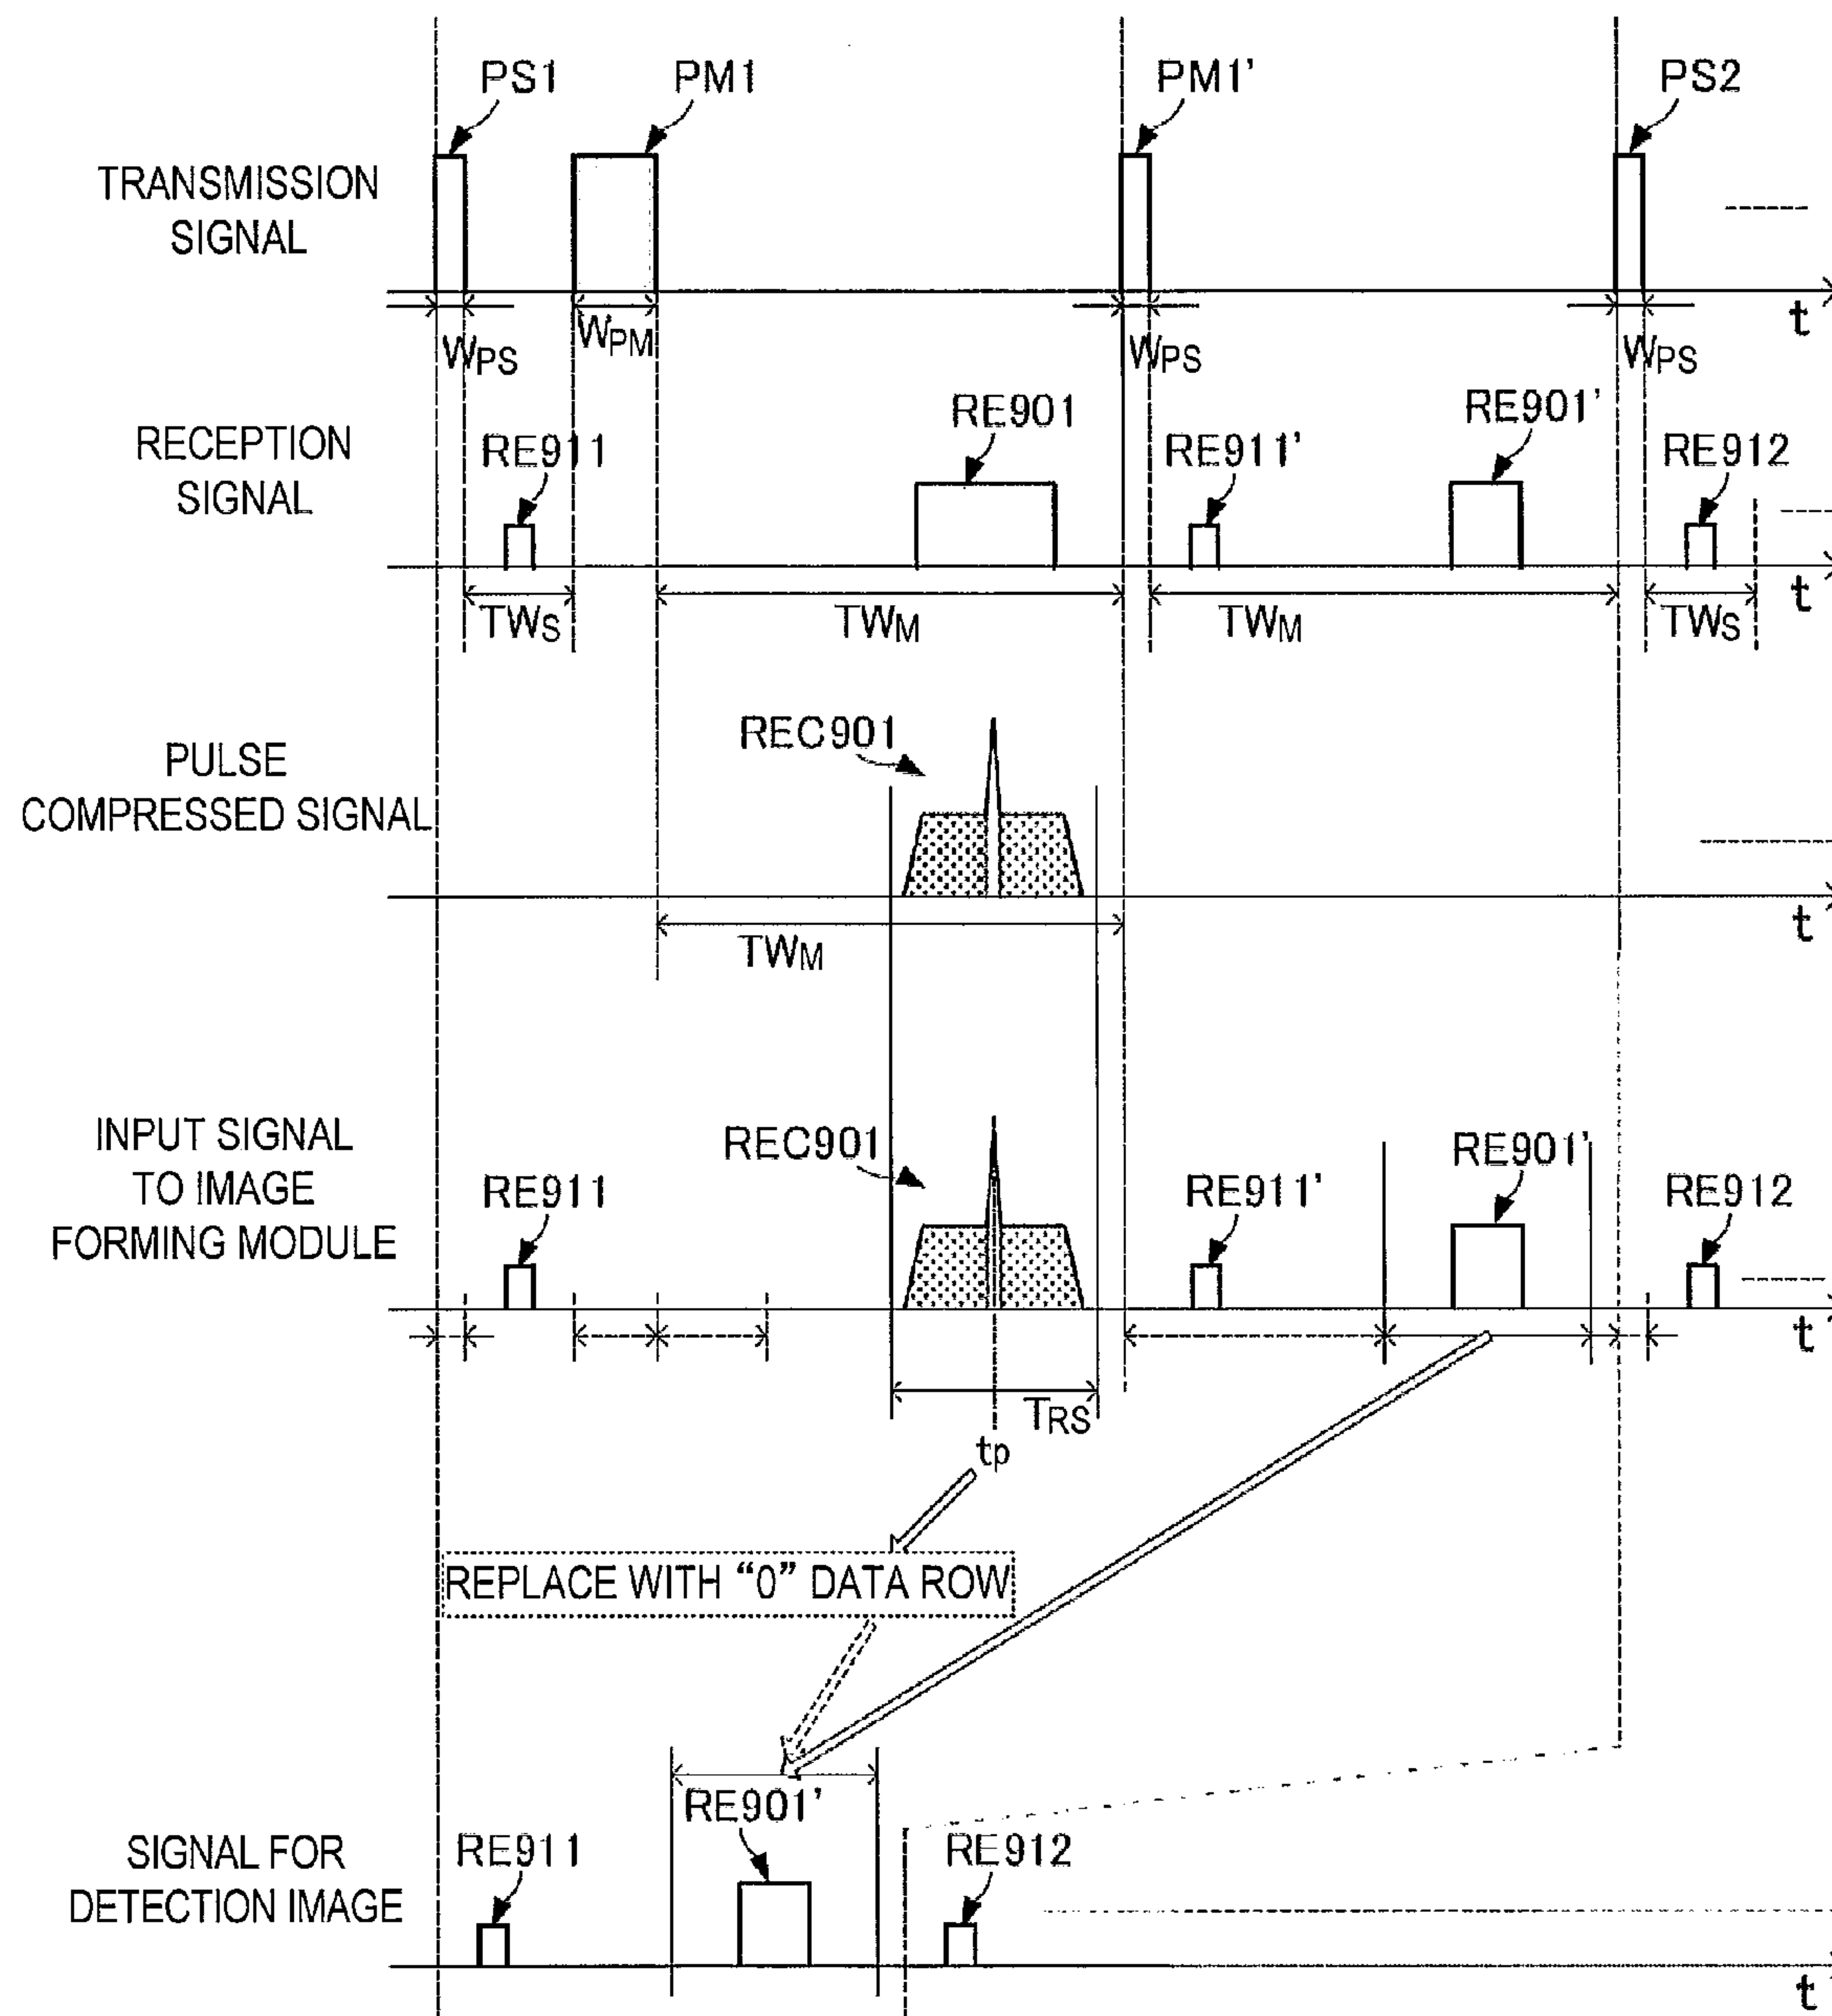 PS1
PM1
PM1'
PS2
TRANSMISSION
SIGNAL
t
WPS
WPM
WPS
WPS
RECEPTION
SIGNAL
RE911
RE901
RE911'
RE901'
RE912
TWS
TWM
TWM
TWS
t
PULSE
COMPRESSED SIGNAL
REC901
t
TWM
INPUT SIGNAL
TO IMAGE
FORMING MODULE
RE911
REC901
RE911'
RE901'
RE912
t
TRS
tp
REPLACE WITH “0” DATA ROW
SIGNAL FOR
DETECTION IMAGE
RE911
RE901'
RE912
t